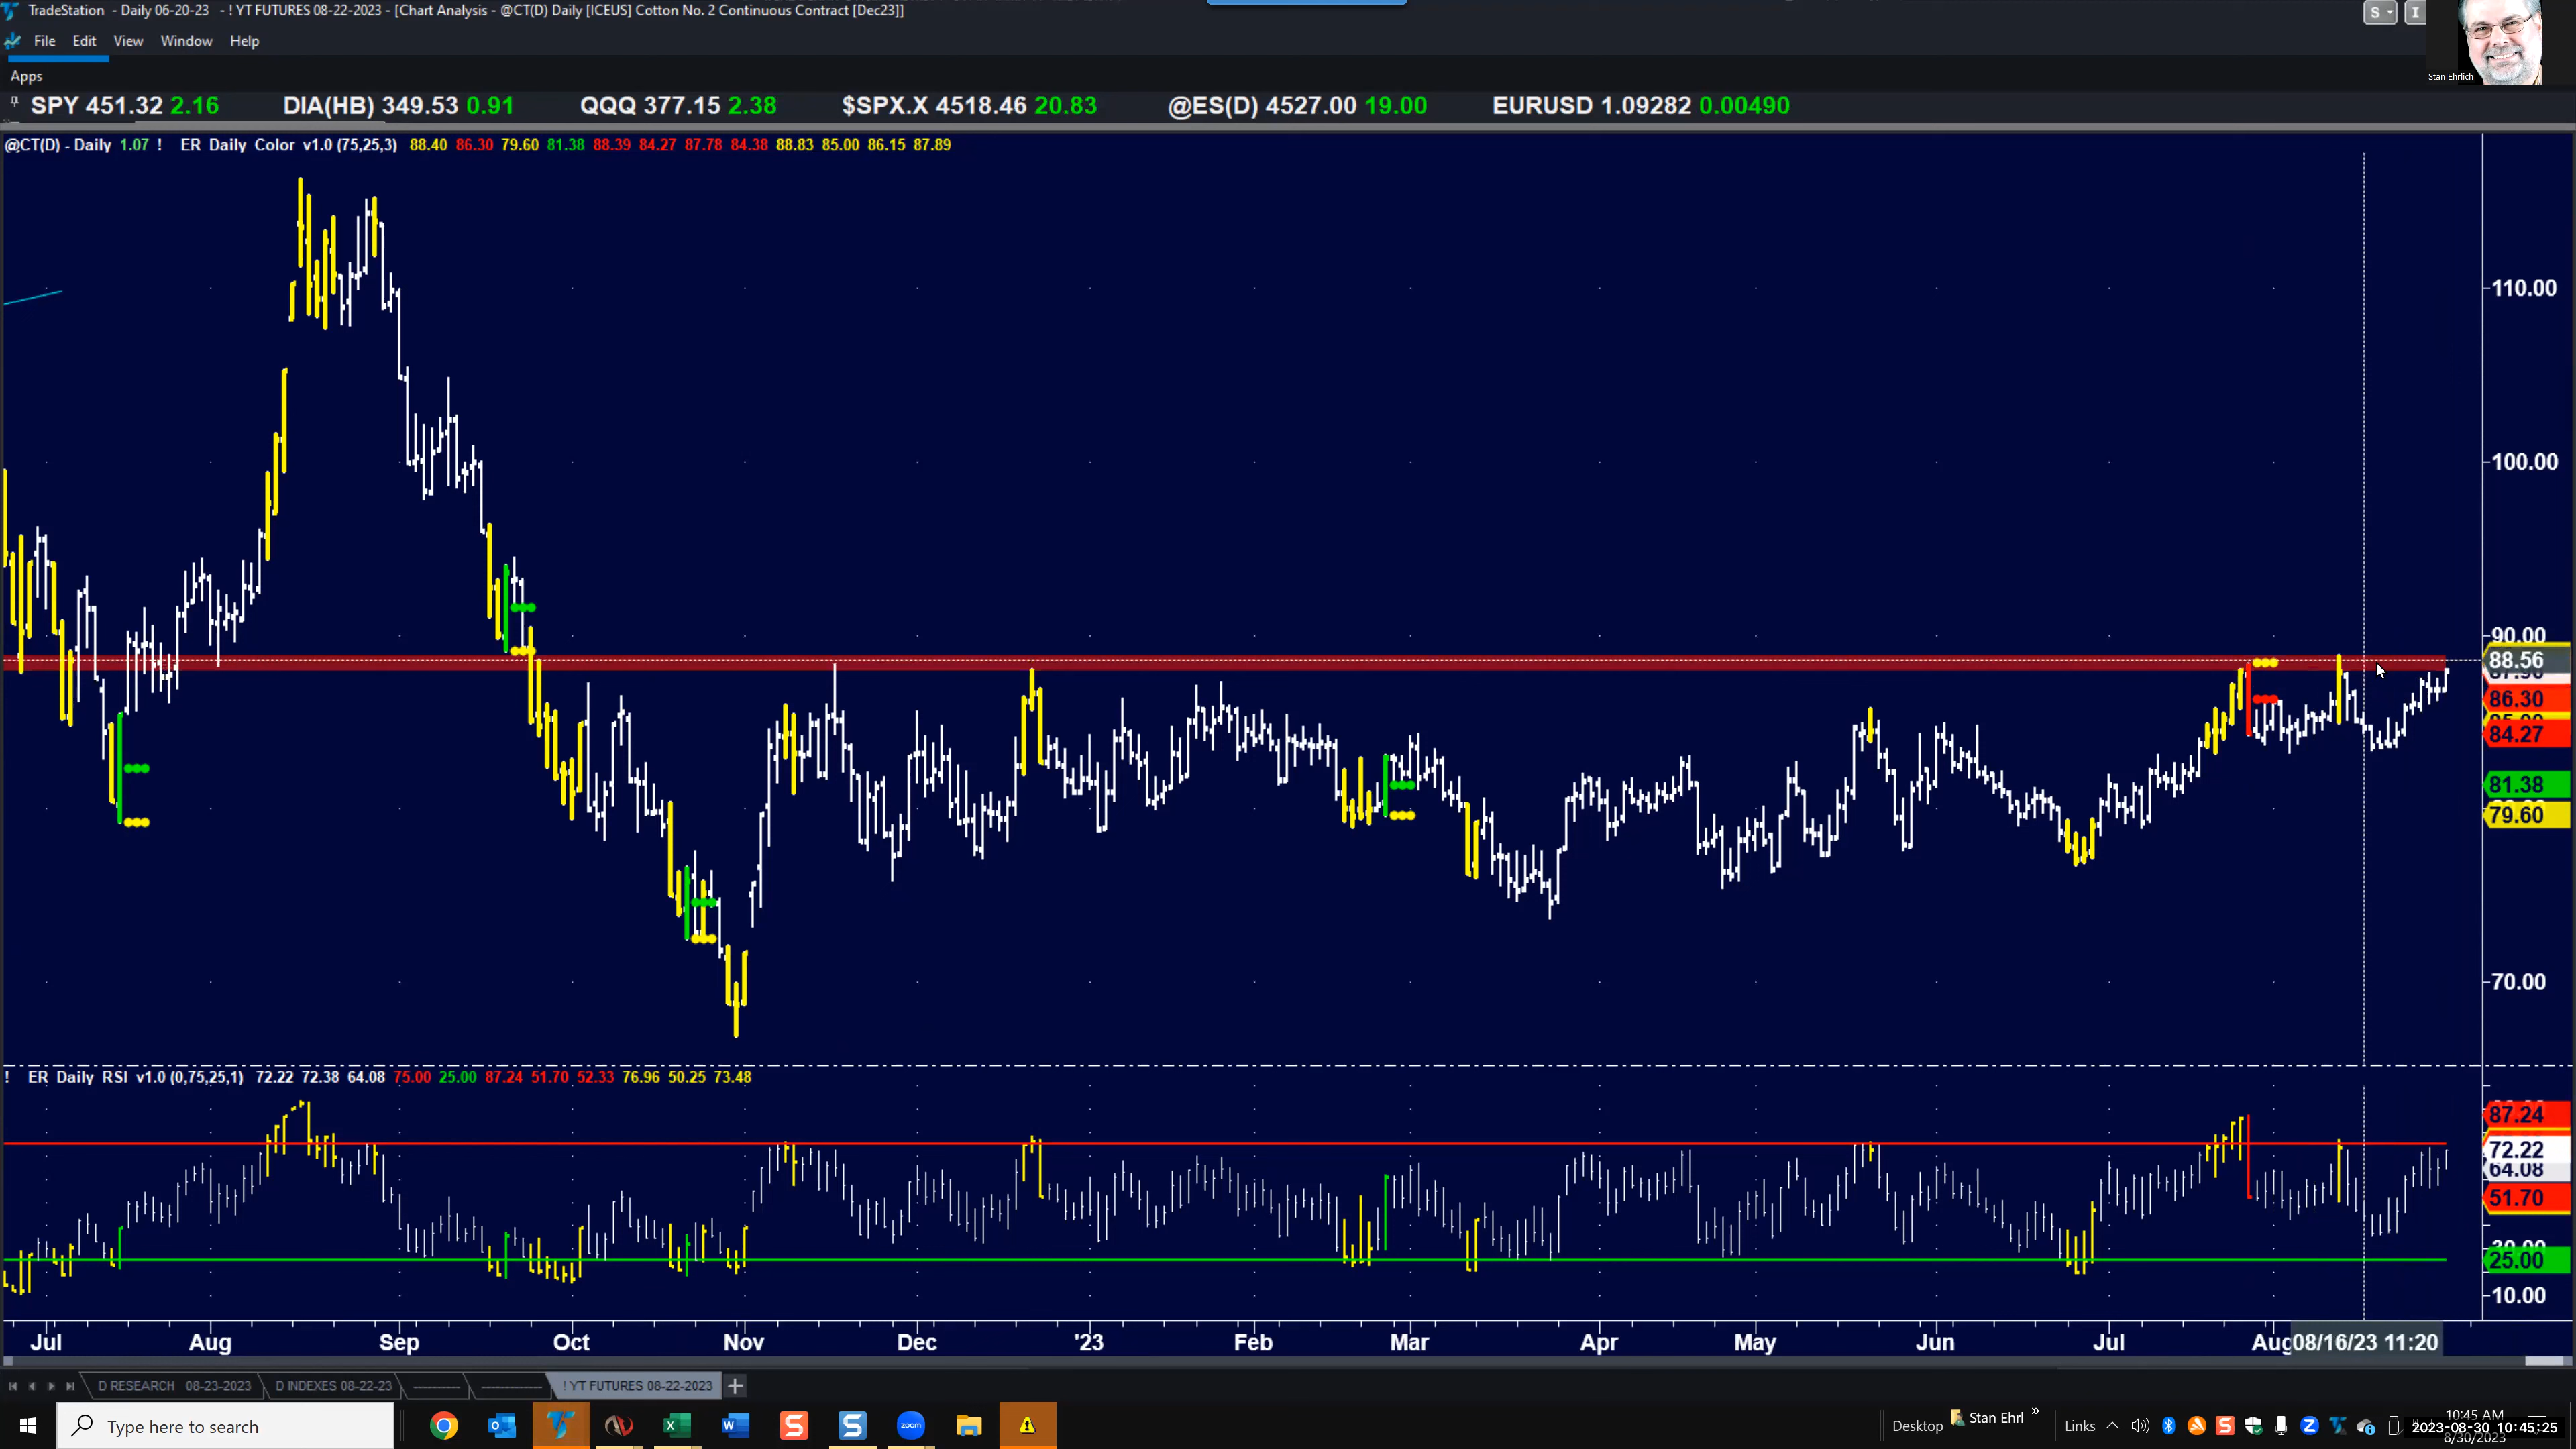 TradeStation - Daily 06-20-23 - ! YT FUTURES 08-22-2023 - [Chart Analysis - @CT(D) Daily [ICEUS] Cotton No. 2 Continuous Contract [Dec23]]
S I
File Edit View Window Help
Stan Ehrlich
Apps
SPY 451.32 2.16 DIA(HB) 349.53 0.91 QQQ 377.15 2.38 $SPX.X 4518.46 20.83 @ES(D) 4527.00 19.00 EURUSD 1.09282 0.00490
@CT(D) - Daily 1.07 ! ER Daily Color v1.0 (75,25,3) 88.40 86.30 79.60 81.38 88.39 84.27 87.78 84.38 88.83 85.00 86.15 87.89
110.00
100.00
90.00
88.56
86.30
84.27
81.38
79.60
70.00
! ER Daily RSI v1.0 (0,75,25,1) 72.22 72.38 64.08 75.00 25.00 87.24 51.70 52.33 76.96 50.25 73.48
87.24
72.22
64.08
51.70
25.00
10.00
Jul Aug Sep Oct Nov Dec '23 Feb Mar Apr May Jun Jul Aug 08/16/23 11:20
D RESEARCH 08-23-2023 D INDEXES 08-22-23 ! YT FUTURES 08-22-2023 +
Type here to search
zoom
Desktop Stan Ehrl » Links
10:45 AM
2023-08-30 10:45:25
8/30/2023